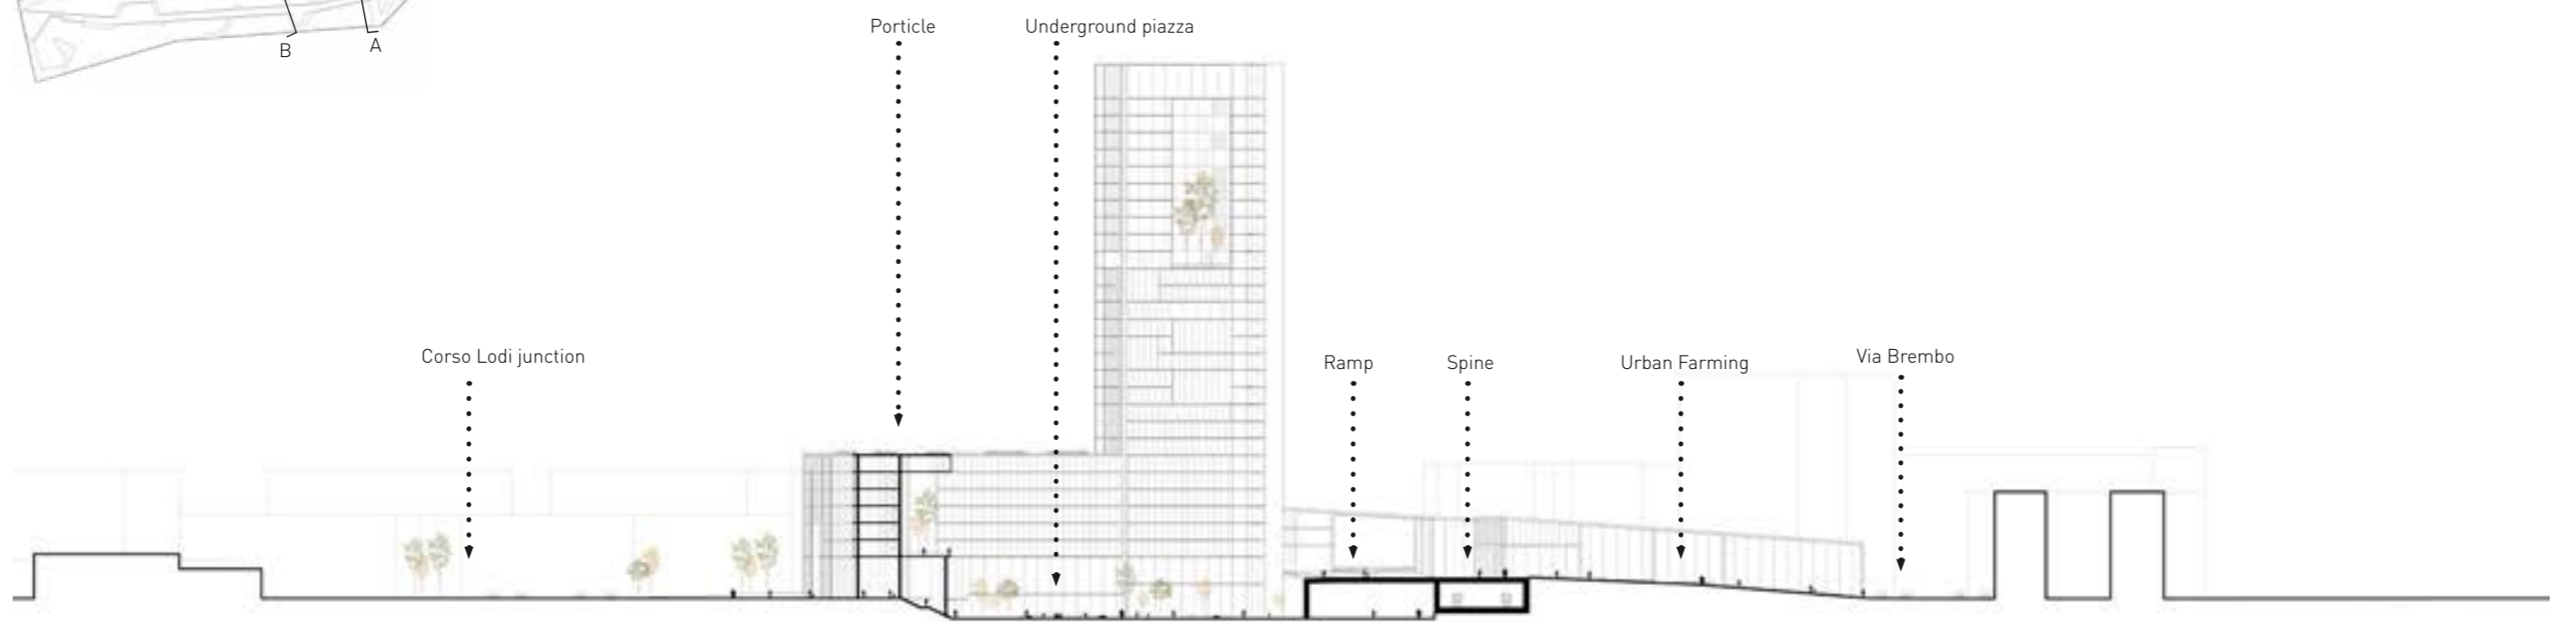 B
A
Porticle
Underground piazza
Corso Lodi junction
Ramp
Spine
Urban Farming
Via Brembo